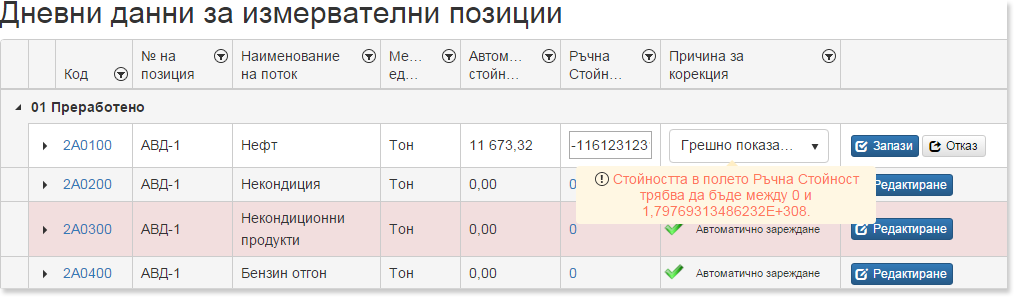 Дневни данни за измервателни позиции
Код
№ на
позиция
Наименование
на поток
Ме...
ед...
Автом...
стойн...
Ръчна
Стойн...
Причина за
корекция
01 Преработено
2A0100 АВД-1 Нефт Тон 11 673,32 -116123123 Грешно показа... Запази Отказ
2A0200 АВД-1 Некондиция Тон 0,00 0 Редактиране
Стойността в полето Ръчна Стойност
трябва да бъде между 0 и
1,79769313486232E+308.
2A0300 АВД-1 Некондиционни
продукти Тон 0,00 0 Автоматично зареждане Редактиране
2A0400 АВД-1 Бензин отгон Тон 0,00 0 Автоматично зареждане Редактиране